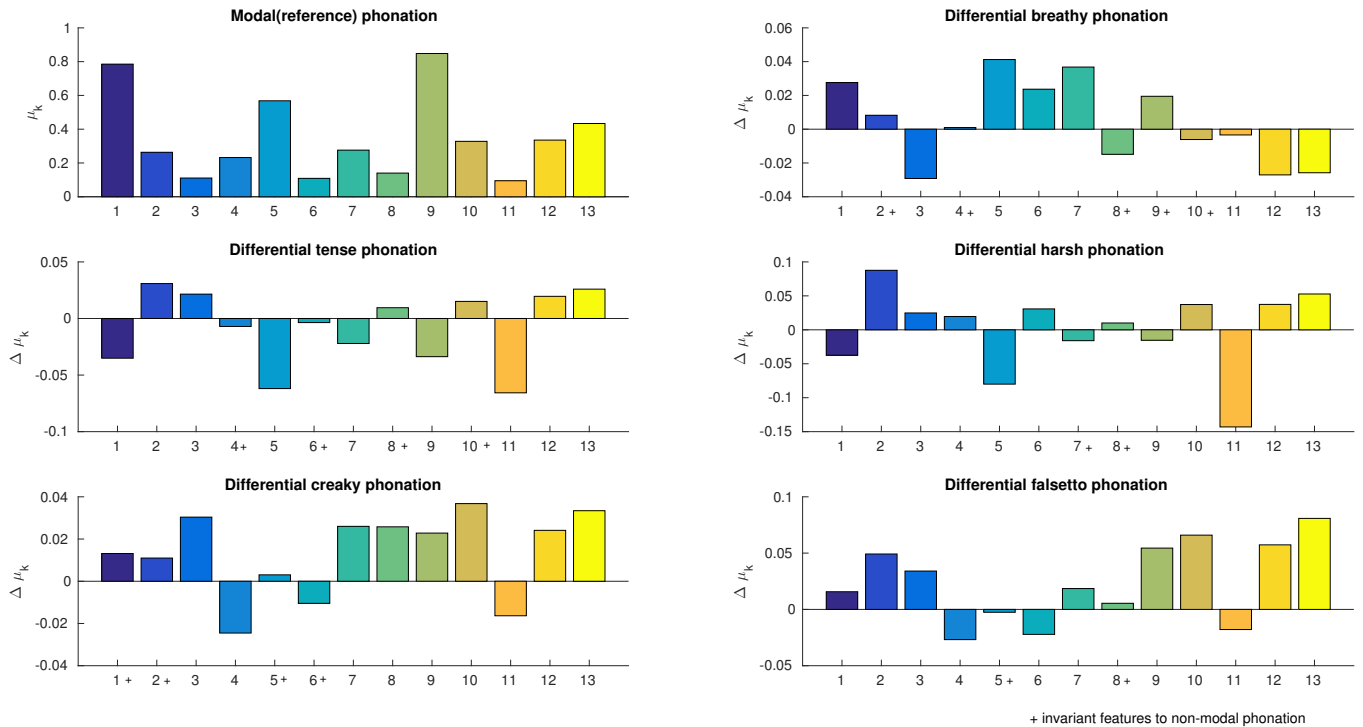 Modal(reference) phonation
1
0.8
0.6
0.4
0.2
0
μk
1 2 3 4 5 6 7 8 9 10 11 12 13
Differential breathy phonation
0.06
0.04
0.02
0
-0.02
-0.04
Δ μk
1 2 + 3 4 + 5 6 7 8 + 9 + 10 + 11 12 13
Differential tense phonation
0.05
0
-0.05
-0.1
Δ μk
1 2 3 4 + 5 6 + 7 8 + 9 10 + 11 12 13
Differential harsh phonation
0.1
0.05
0
-0.05
-0.1
-0.15
Δ μk
1 2 3 4 5 6 7 + 8 + 9 10 11 12 13
Differential creaky phonation
0.04
0.02
0
-0.02
-0.04
Δ μk
1 + 2 + 3 4 5 + 6 + 7 8 9 10 11 12 13
Differential falsetto phonation
0.1
0.05
0
-0.05
Δ μk
1 2 3 4 5 + 6 7 8 + 9 10 11 12 13
+ invariant features to non-modal phonation